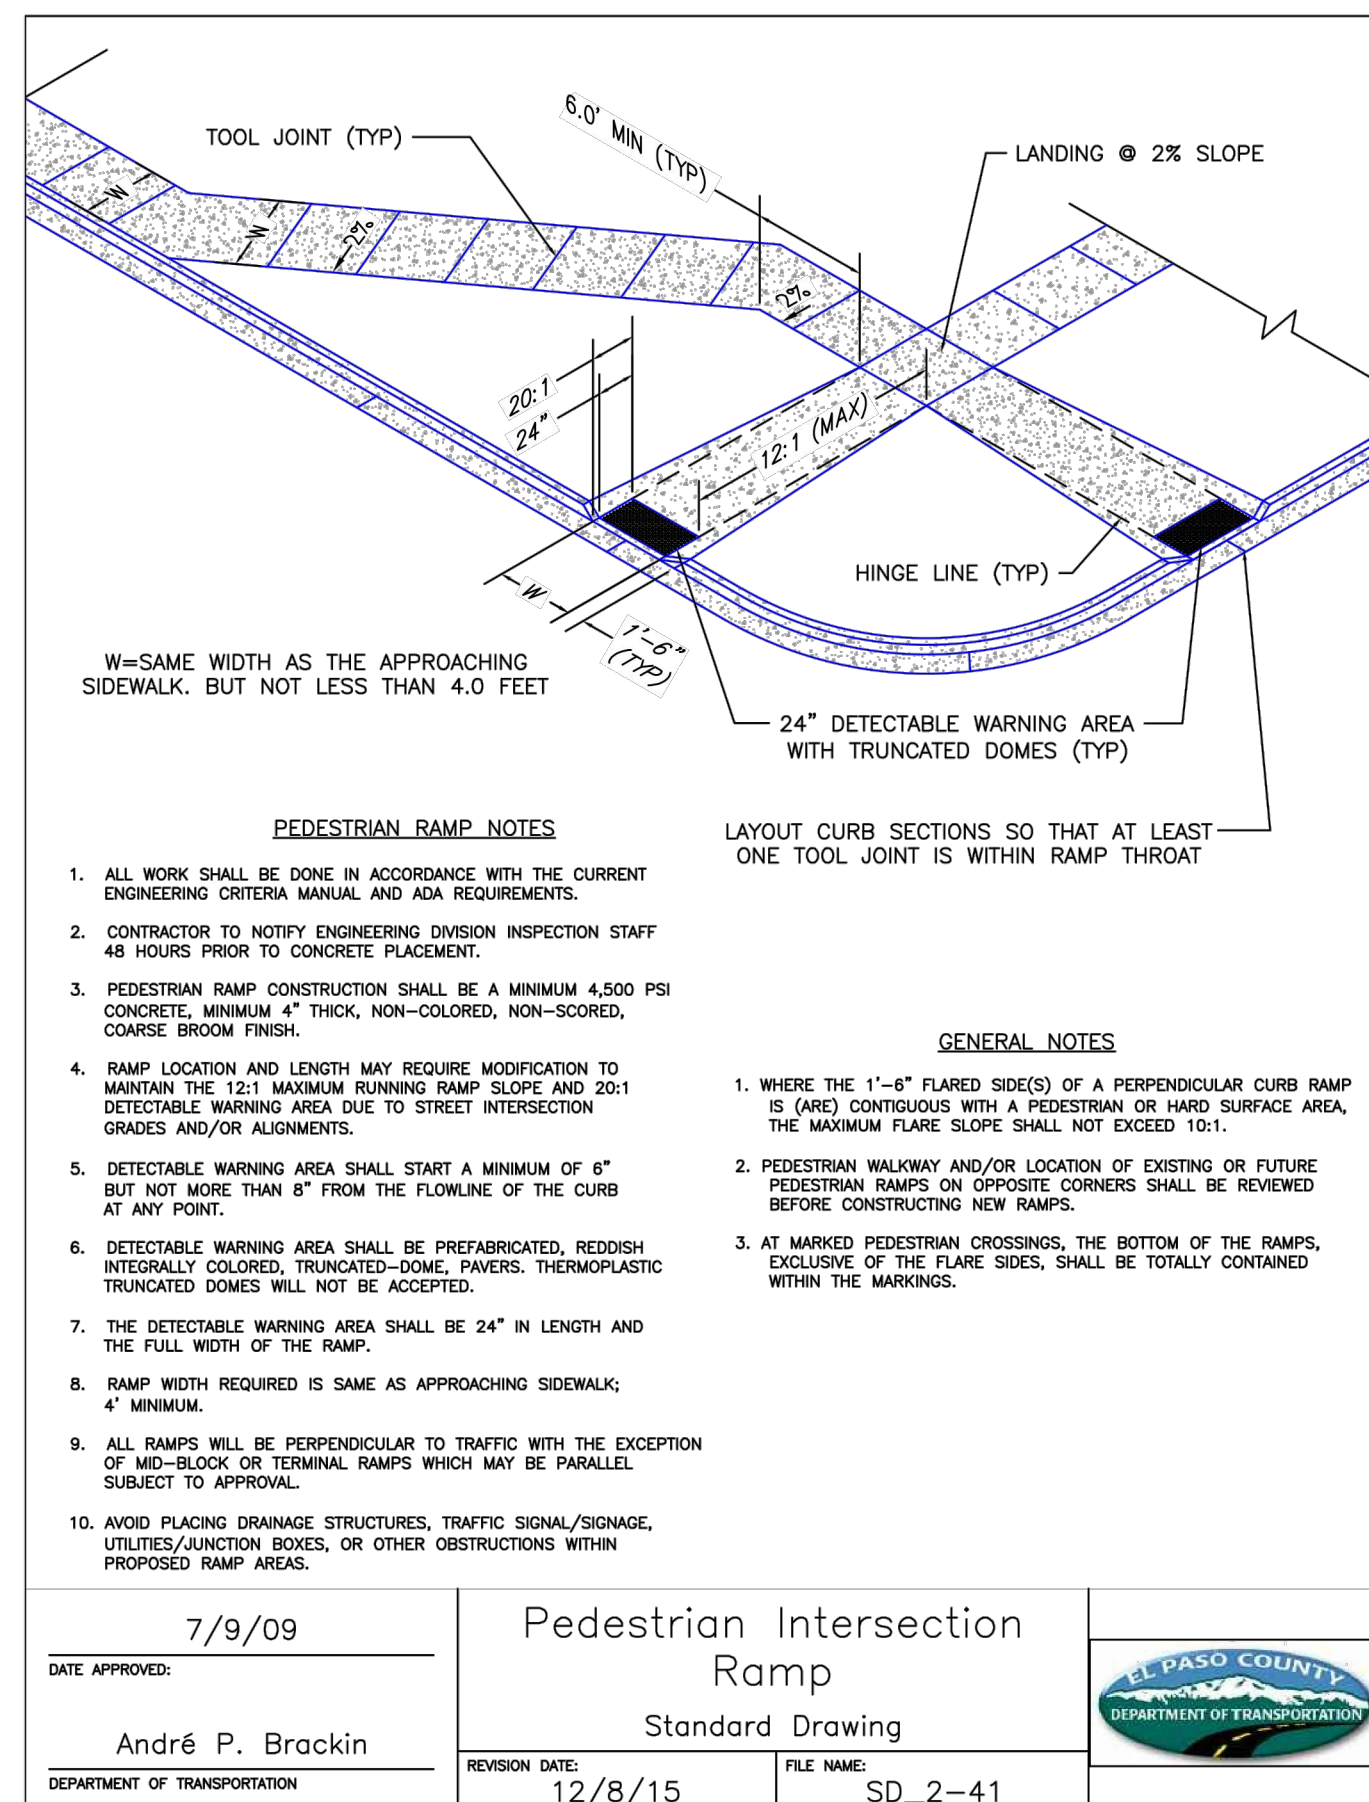 6.0' MIN (TYP)
TOOL JOINT (TYP)
LANDING @ 2% SLOPE
W
W
2%
2%
20:1
24"
12:1 (MAX)
HINGE LINE (TYP)
W
1'-6"
(TYP)
W=SAME WIDTH AS THE APPROACHING
SIDEWALK. BUT NOT LESS THAN 4.0 FEET
24" DETECTABLE WARNING AREA
WITH TRUNCATED DOMES (TYP)
LAYOUT CURB SECTIONS SO THAT AT LEAST
ONE TOOL JOINT IS WITHIN RAMP THROAT
PEDESTRIAN RAMP NOTES
1. ALL WORK SHALL BE DONE IN ACCORDANCE WITH THE CURRENT
ENGINEERING CRITERIA MANUAL AND ADA REQUIREMENTS.
2. CONTRACTOR TO NOTIFY ENGINEERING DIVISION INSPECTION STAFF
48 HOURS PRIOR TO CONCRETE PLACEMENT.
3. PEDESTRIAN RAMP CONSTRUCTION SHALL BE A MINIMUM 4,500 PSI
CONCRETE, MINIMUM 4" THICK, NON-COLORED, NON-SCORED,
COARSE BROOM FINISH.
4. RAMP LOCATION AND LENGTH MAY REQUIRE MODIFICATION TO
MAINTAIN THE 12:1 MAXIMUM RUNNING RAMP SLOPE AND 20:1
DETECTABLE WARNING AREA DUE TO STREET INTERSECTION
GRADES AND/OR ALIGNMENTS.
5. DETECTABLE WARNING AREA SHALL START A MINIMUM OF 6"
BUT NOT MORE THAN 8" FROM THE FLOWLINE OF THE CURB
AT ANY POINT.
6. DETECTABLE WARNING AREA SHALL BE PREFABRICATED, REDDISH
INTEGRALLY COLORED, TRUNCATED-DOME, PAVERS. THERMOPLASTIC
TRUNCATED DOMES WILL NOT BE ACCEPTED.
7. THE DETECTABLE WARNING AREA SHALL BE 24" IN LENGTH AND
THE FULL WIDTH OF THE RAMP.
8. RAMP WIDTH REQUIRED IS SAME AS APPROACHING SIDEWALK;
4' MINIMUM.
9. ALL RAMPS WILL BE PERPENDICULAR TO TRAFFIC WITH THE EXCEPTION
OF MID-BLOCK OR TERMINAL RAMPS WHICH MAY BE PARALLEL
SUBJECT TO APPROVAL.
10. AVOID PLACING DRAINAGE STRUCTURES, TRAFFIC SIGNAL/SIGNAGE,
UTILITIES/JUNCTION BOXES, OR OTHER OBSTRUCTIONS WITHIN
PROPOSED RAMP AREAS.
GENERAL NOTES
1. WHERE THE 1'-6" FLARED SIDE(S) OF A PERPENDICULAR CURB RAMP
IS (ARE) CONTIGUOUS WITH A PEDESTRIAN OR HARD SURFACE AREA,
THE MAXIMUM FLARE SLOPE SHALL NOT EXCEED 10:1.
2. PEDESTRIAN WALKWAY AND/OR LOCATION OF EXISTING OR FUTURE
PEDESTRIAN RAMPS ON OPPOSITE CORNERS SHALL BE REVIEWED
BEFORE CONSTRUCTING NEW RAMPS.
3. AT MARKED PEDESTRIAN CROSSINGS, THE BOTTOM OF THE RAMPS,
EXCLUSIVE OF THE FLARE SIDES, SHALL BE TOTALLY CONTAINED
WITHIN THE MARKINGS.
7/9/09
DATE APPROVED:
André P. Brackin
DEPARTMENT OF TRANSPORTATION
Pedestrian Intersection
Ramp
Standard Drawing
REVISION DATE:
12/8/15
FILE NAME:
SD_2-41
EL PASO COUNTY
DEPARTMENT OF TRANSPORTATION